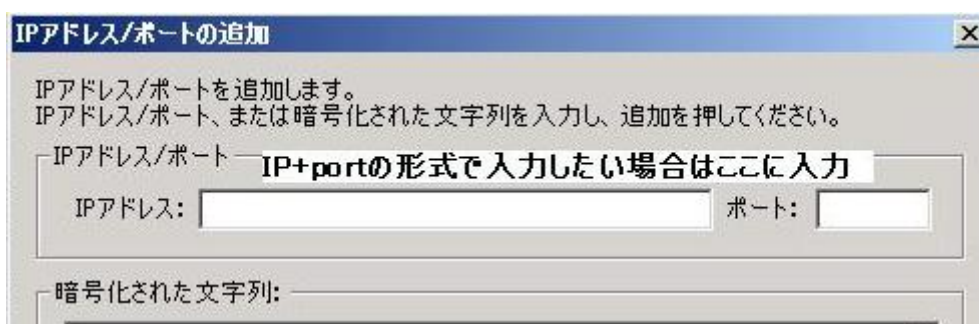 IPアドレス/ポートの追加
IPアドレス/ポートを追加します。
IPアドレス/ポート、または暗号化された文字列を入力し、追加を押してください。
IPアドレス/ポート
IP+portの形式で入力したい場合はここに入力
IPアドレス: ポート:
暗号化された文字列: